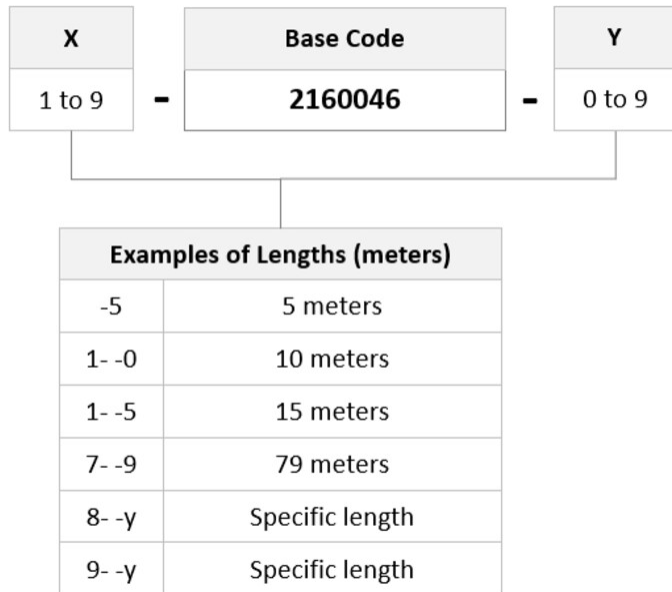 X Base Code Y
1 to 9 - 2160046 - 0 to 9
Examples of Lengths (meters)
-5 5 meters
1- -0 10 meters
1- -5 15 meters
7- -9 79 meters
8- -y Specific length
9- -y Specific length